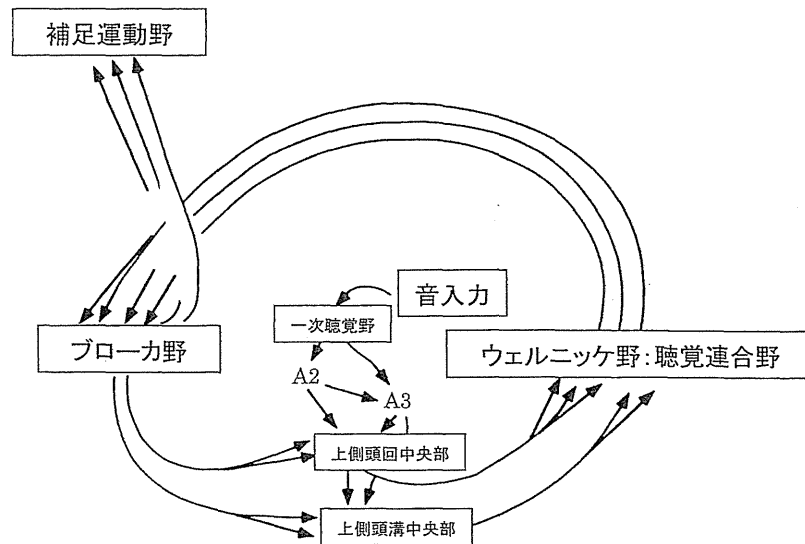 補足運動野
音入力
一次聴覚野
ブローカ野
ウェルニッケ野:聴覚連合野
A2
A3
上側頭回中央部
上側頭溝中央部